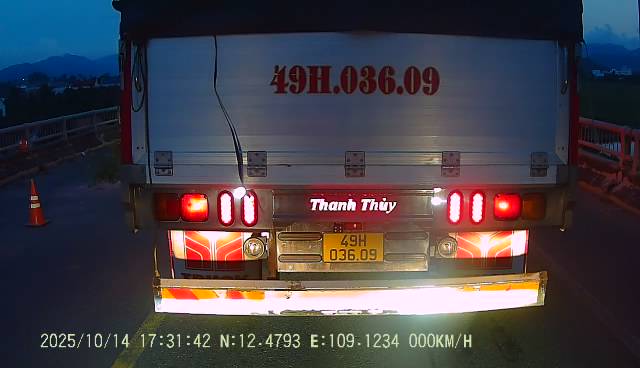 49H.036.09
Thanh Thủy
49H
036.09
2025/10/14 17:31:42 N:12.4793 E:109.1234 000KM/H